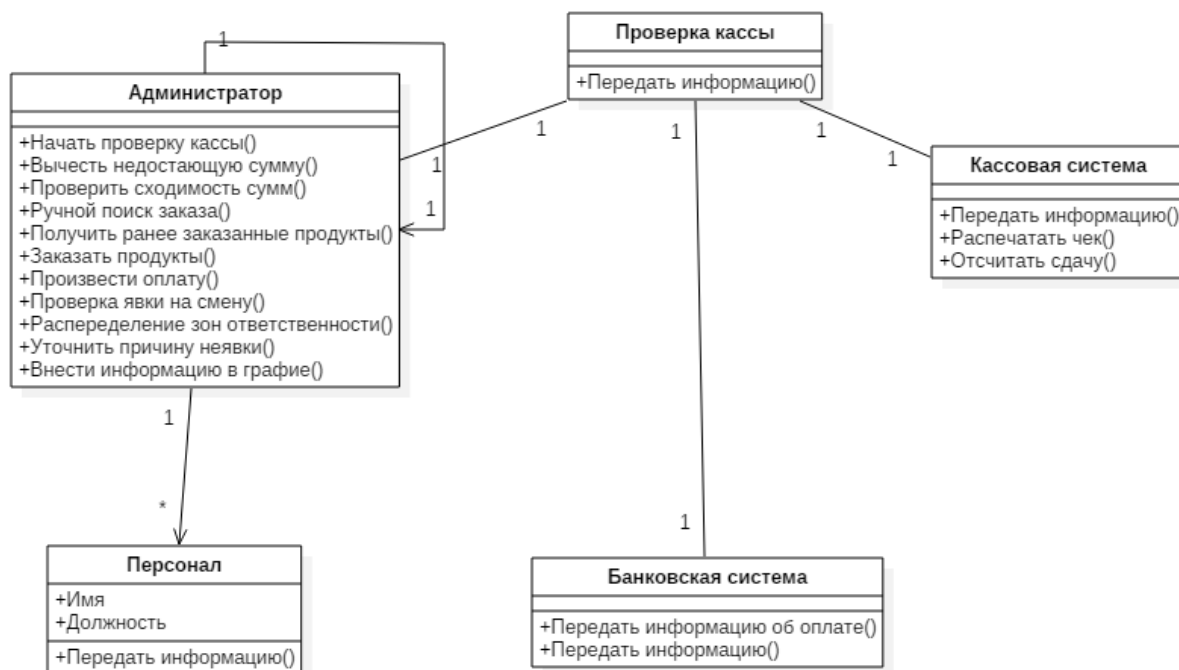 Проверка кассы
+Передать информацию()
1
Администратор
+Начать проверку кассы()
+Вычесть недостающую сумму()
+Проверить сходимость сумм()
+Ручной поиск заказа()
+Получить ранее заказанные продукты()
+Заказать продукты()
+Произвести оплату()
+Проверка явки на смену()
+Распеределение зон ответственности()
+Уточнить причину неявки()
+Внести информацию в графие()
1
1
1
1
1
1
Кассовая система
+Передать информацию()
+Распечатать чек()
+Отсчитать сдачу()
1
*
1
Персонал
+Имя
+Должность
+Передать информацию()
Банковская система
+Передать информацию об оплате()
+Передать информацию()